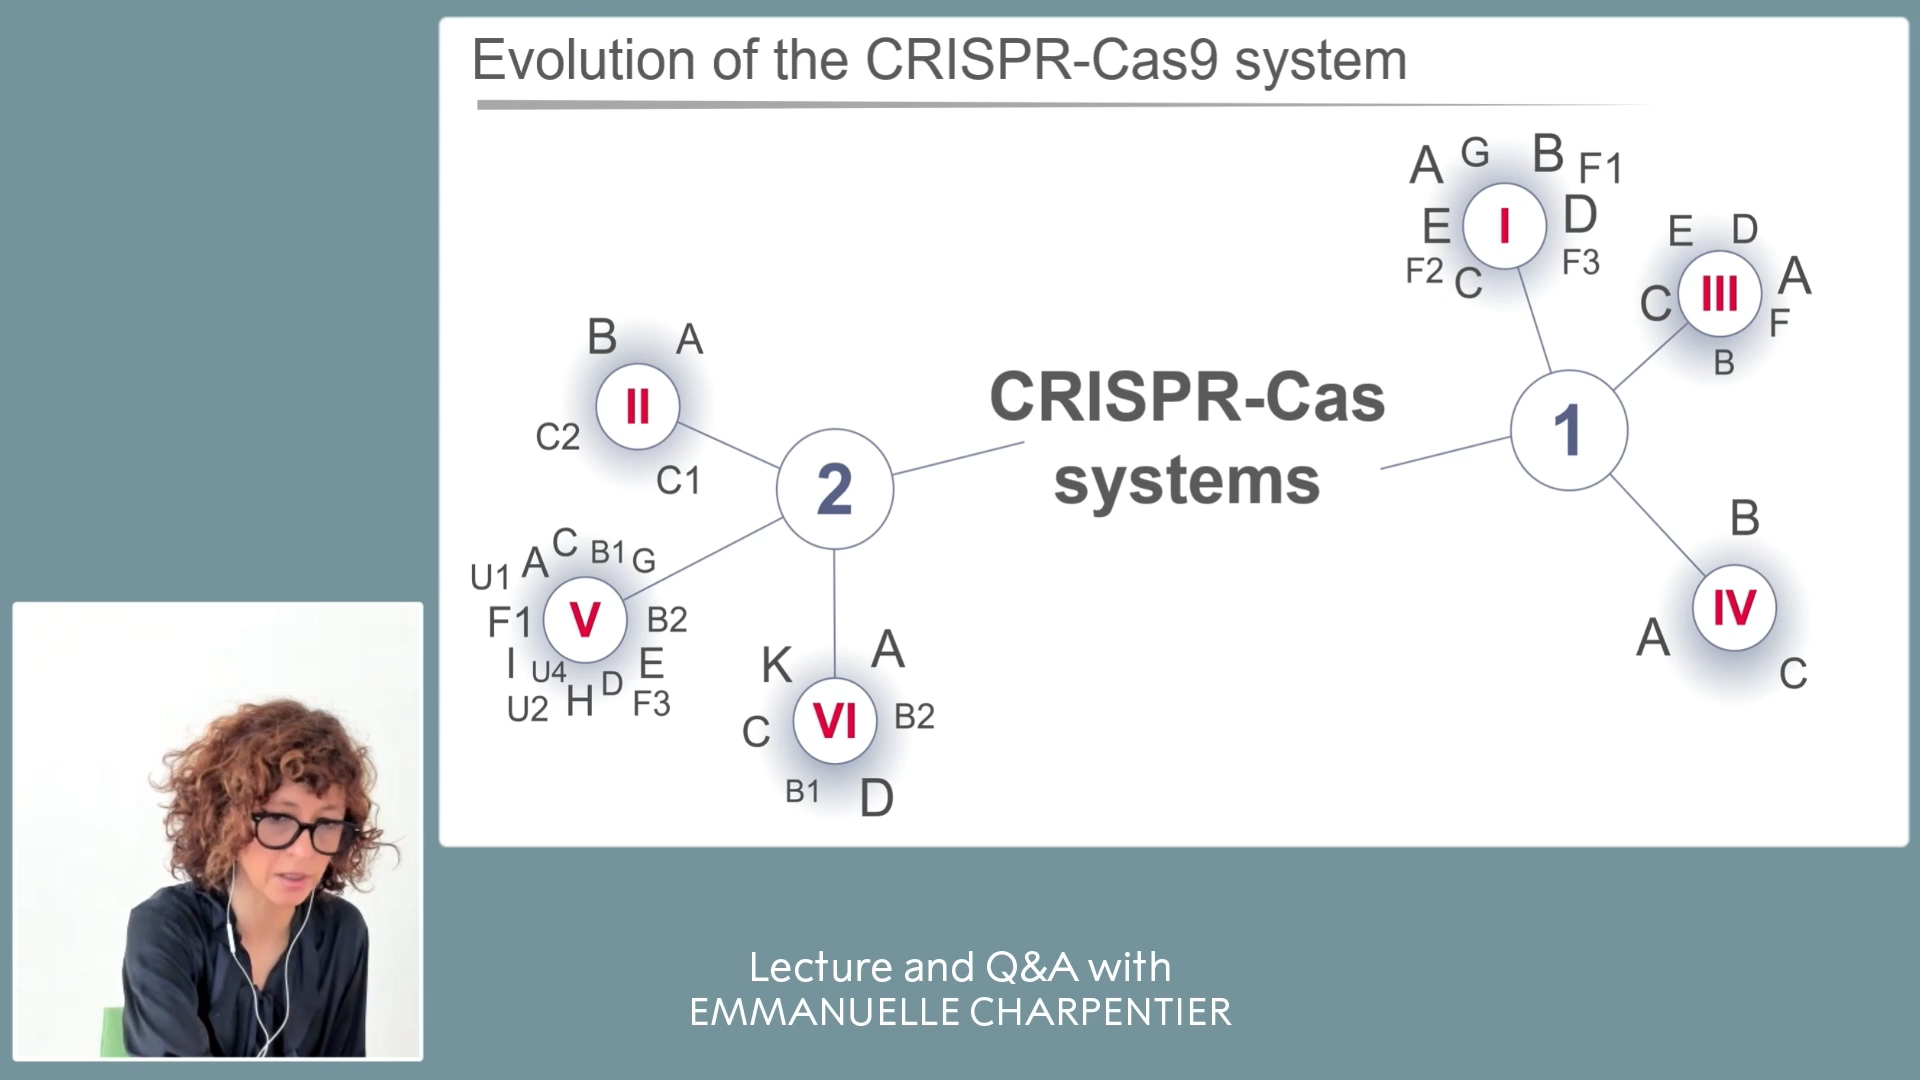 Evolution of the CRISPR-Cas9 system
A G B F1
E I D
F2 C F3
E D
C III A
F
B
B A
II
C2
C1
CRISPR-Cas
systems
2
1
B
IV
A
C
C B1 G
U1 A
F1 V B2
I U4 E
U2 H D F3
K A
C VI B2
B1 D
Lecture and Q&A with
EMMANUELLE CHARPENTIER